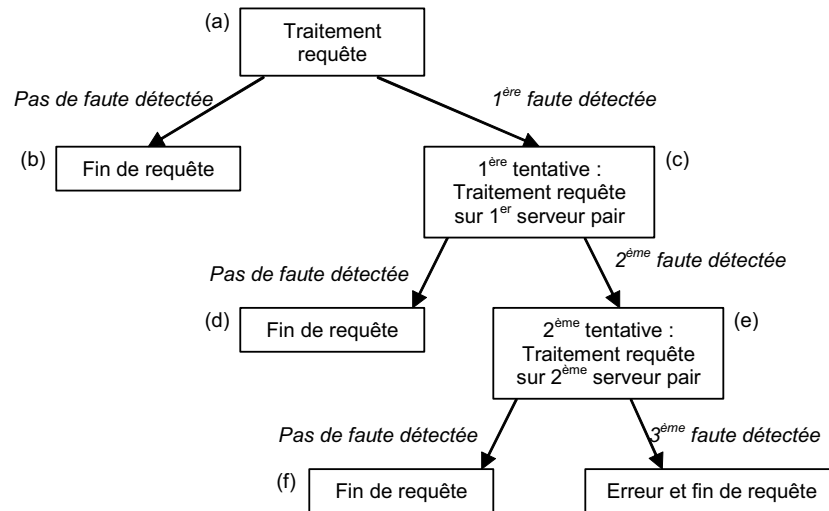 (a)
Traitement
requête
Pas de faute détectée
1ère faute détectée
(b)
Fin de requête
(c)
1ère tentative :
Traitement requête
sur 1er serveur pair
Pas de faute détectée
2ème faute détectée
(d)
Fin de requête
(e)
2ème tentative :
Traitement requête
sur 2ème serveur pair
Pas de faute détectée
3ème faute détectée
(f)
Fin de requête
Erreur et fin de requête